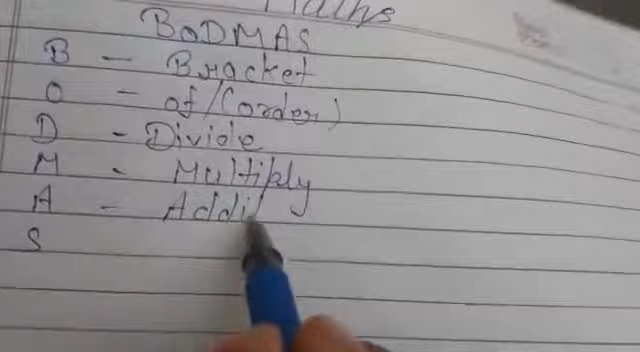 Maths
BODMAS
B - Bracket
O - of/(order)
D - Divide
M - Multiply
A - Addi
S